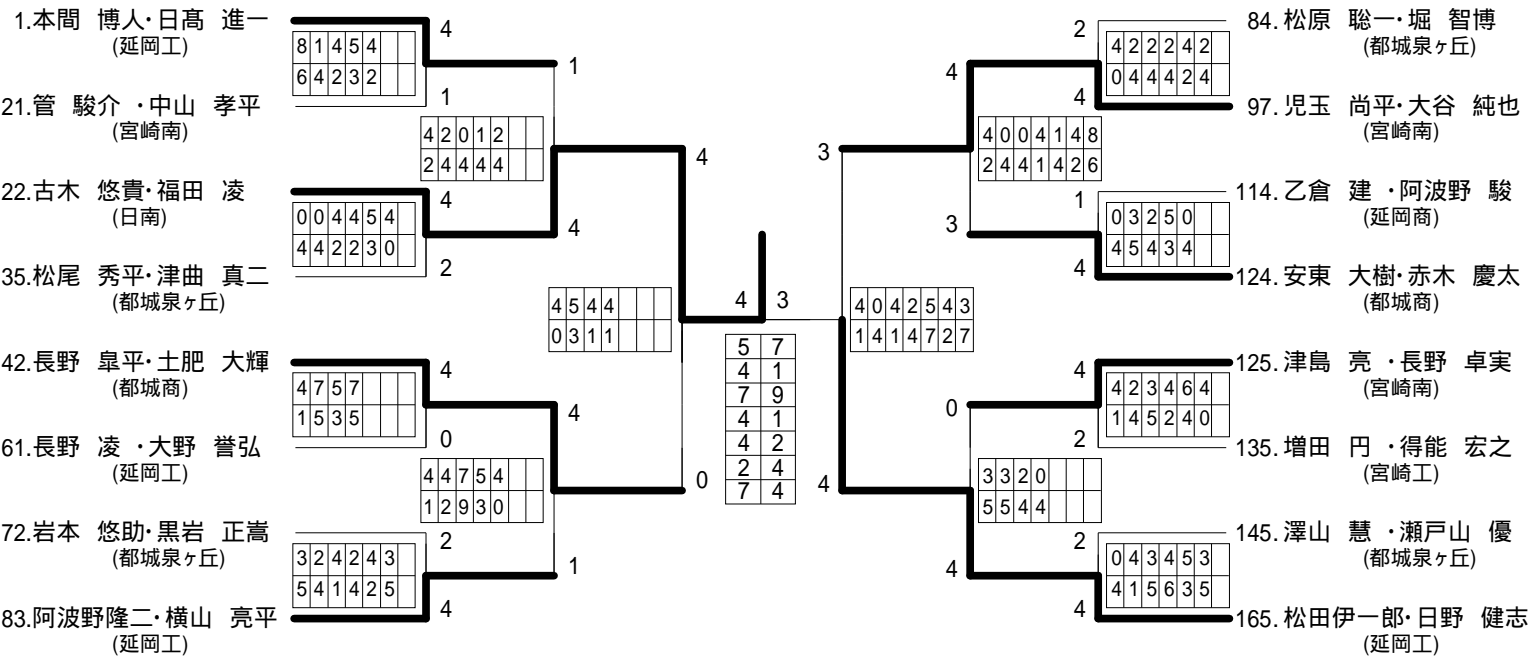 1.本間 博人･日髙 進一
(延岡工)
4
8 1 4 5 4
6 4 2 3 2
1
21.管 駿介 ･中山 孝平
(宮崎南)
1
4 2 0 1 2
2 4 4 4 4
22.古木 悠貴･福田 凌
(日南)
4
0 0 4 4 5 4
4 4 2 2 3 0
4
35.松尾 秀平･津曲 真二
(都城泉ヶ丘)
2
4
4 5 4 4
0 3 1 1
42.長野 皐平･土肥 大輝
(都城商)
4
4 7 5 7
1 5 3 5
4
61.長野 凌 ･大野 誉弘
(延岡工)
0
4 4 7 5 4
1 2 9 3 0
0
72.岩本 悠助･黒岩 正嵩
(都城泉ヶ丘)
2
3 2 4 2 4 3
5 4 1 4 2 5
1
83.阿波野隆二･横山 亮平
(延岡工)
4
4 3
5 7
4 1
7 9
4 1
4 2
2 4
7 4
84.松原 聡一･堀 智博
(都城泉ヶ丘)
2
4 2 2 2 4 2
0 4 4 4 2 4
4
97.児玉 尚平･大谷 純也
(宮崎南)
4
4 0 0 4 1 4 8
2 4 4 1 4 2 6
3
114.乙倉 建 ･阿波野 駿
(延岡商)
1
0 3 2 5 0
4 5 4 3 4
3
124.安東 大樹･赤木 慶太
(都城商)
4
4 0 4 2 5 4 3
1 4 1 4 7 2 7
125.津島 亮 ･長野 卓実
(宮崎南)
4
4 2 3 4 6 4
1 4 5 2 4 0
0
135.増田 円 ･得能 宏之
(宮崎工)
2
3 3 2 0
5 5 4 4
4
145.澤山 慧 ･瀬戸山 優
(都城泉ヶ丘)
2
0 4 3 4 5 3
4 1 5 6 3 5
4
165.松田伊一郎･日野 健志
(延岡工)
4